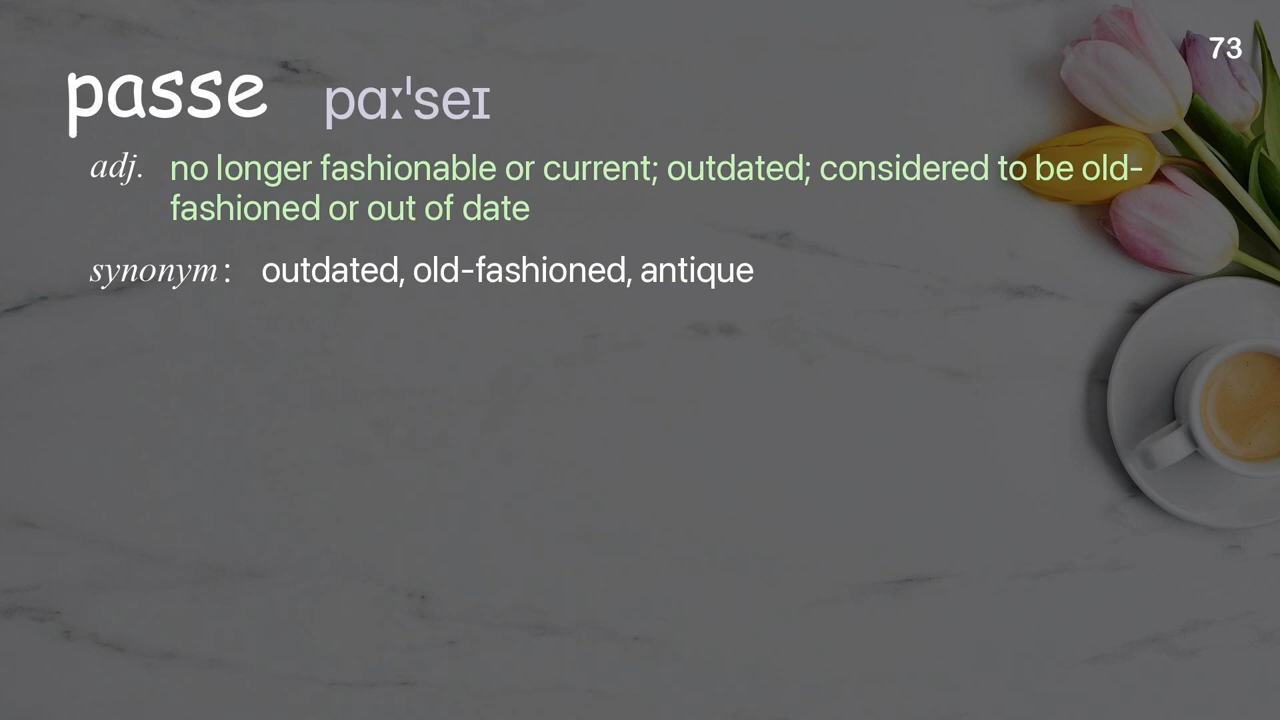 73
passe pɑːˈseɪ
adj. no longer fashionable or current; outdated; considered to be old-
fashioned or out of date
synonym: outdated, old-fashioned, antique